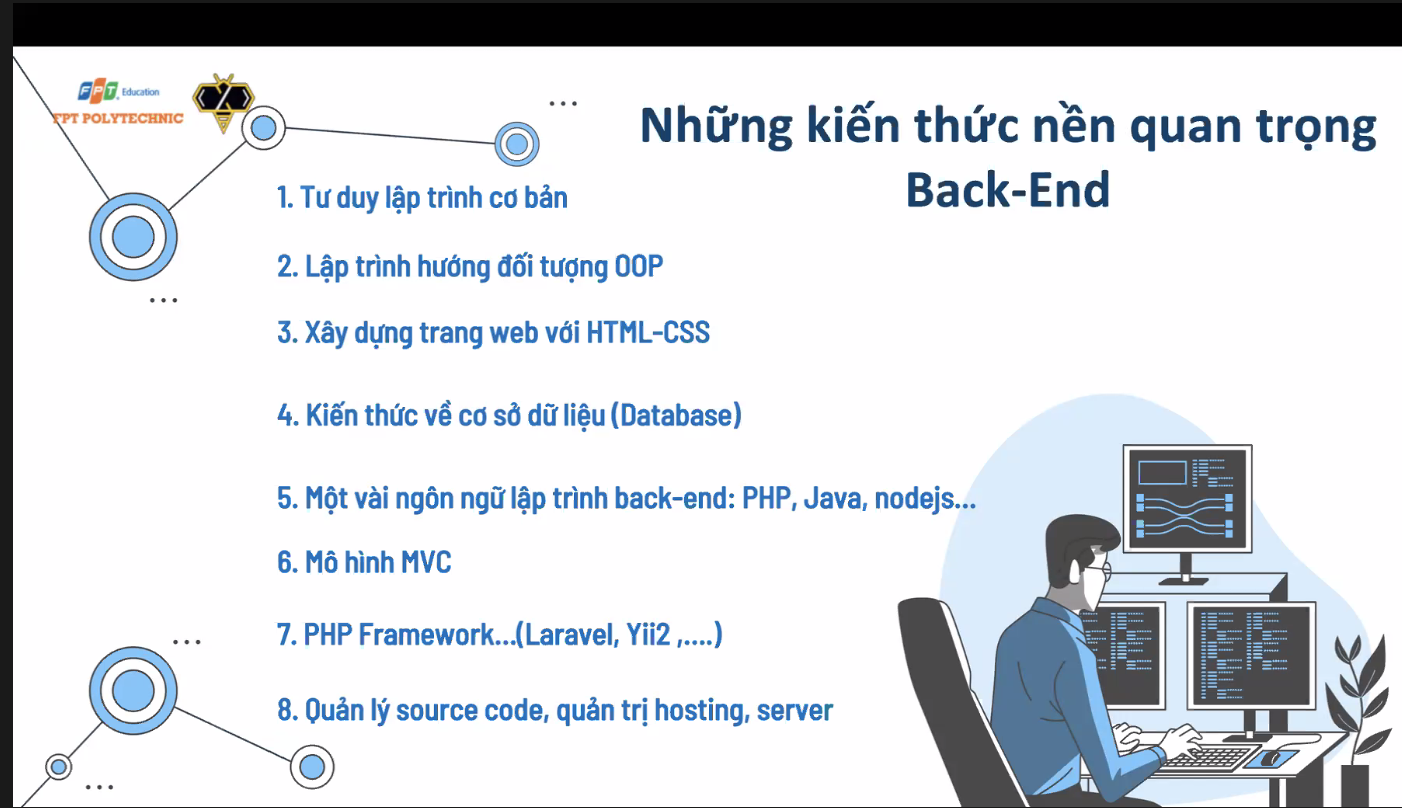 FPT Education
FPT POLYTECHNIC
Những kiến thức nền quan trọng
Back-End
1. Tư duy lập trình cơ bản
2. Lập trình hướng đối tượng OOP
3. Xây dựng trang web với HTML-CSS
4. Kiến thức về cơ sở dữ liệu (Database)
5. Một vài ngôn ngữ lập trình back-end: PHP, Java, nodejs...
6. Mô hình MVC
7. PHP Framework...(Laravel, Yii2 ,....)
8. Quản lý source code, quản trị hosting, server